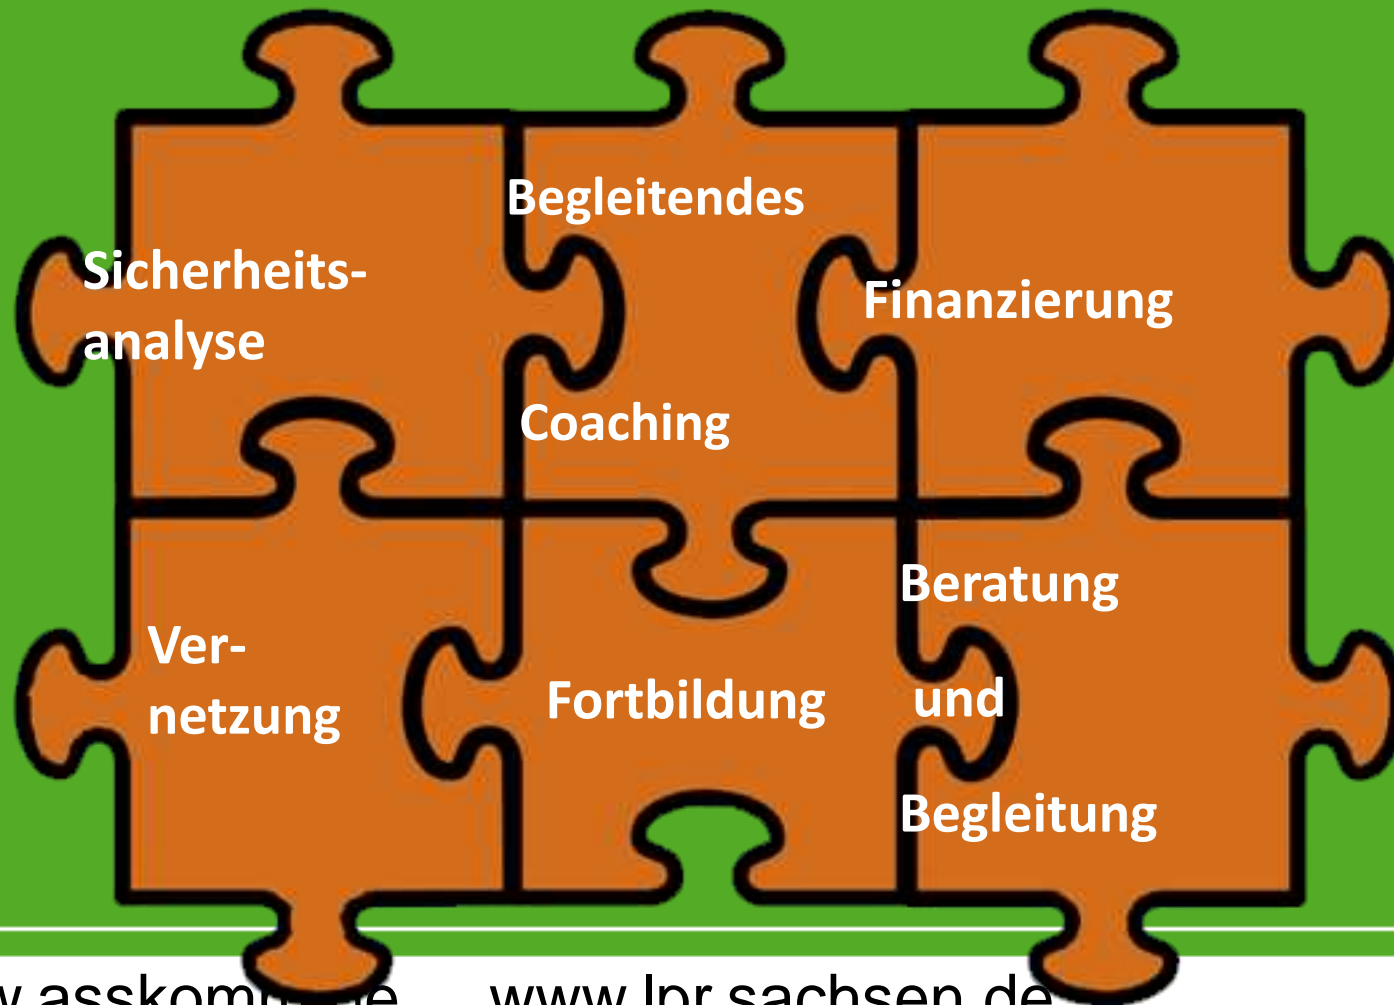 Sicherheits-
analyse
Begleitendes
Coaching
Finanzierung
Ver-
netzung
Fortbildung
Beratung
und
Begleitung
www.lpr.sachsen.de